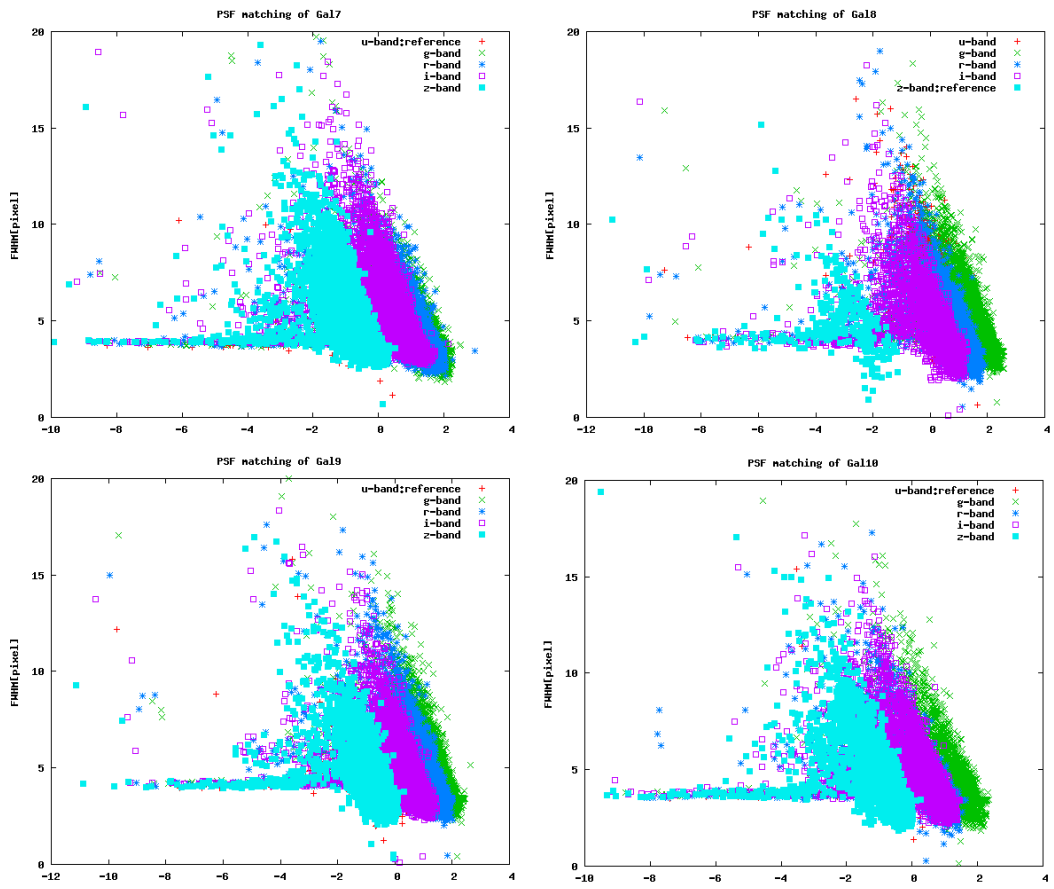 PSF matching of Gal7
20
15
10
5
0
FWHM[pixel]
u-band:reference
g-band
r-band
i-band
z-band
-10 -8 -6 -4 -2 0 2 4
PSF matching of Gal8
20
15
10
5
0
FWHM[pixel]
u-band
g-band
r-band
i-band
z-band:reference
-12 -10 -8 -6 -4 -2 0 2 4
PSF matching of Gal9
20
15
10
5
0
FWHM[pixel]
u-band:reference
g-band
r-band
i-band
z-band
-12 -10 -8 -6 -4 -2 0 2 4
PSF matching of Gal10
20
15
10
5
0
FWHM[pixel]
u-band:reference
g-band
r-band
i-band
z-band
-10 -8 -6 -4 -2 0 2 4